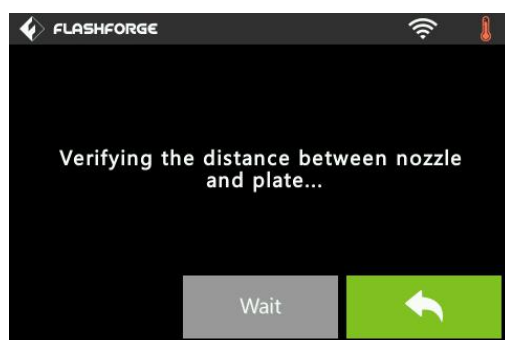 FLASHFORGE
Verifying the distance between nozzle
and plate...
Wait